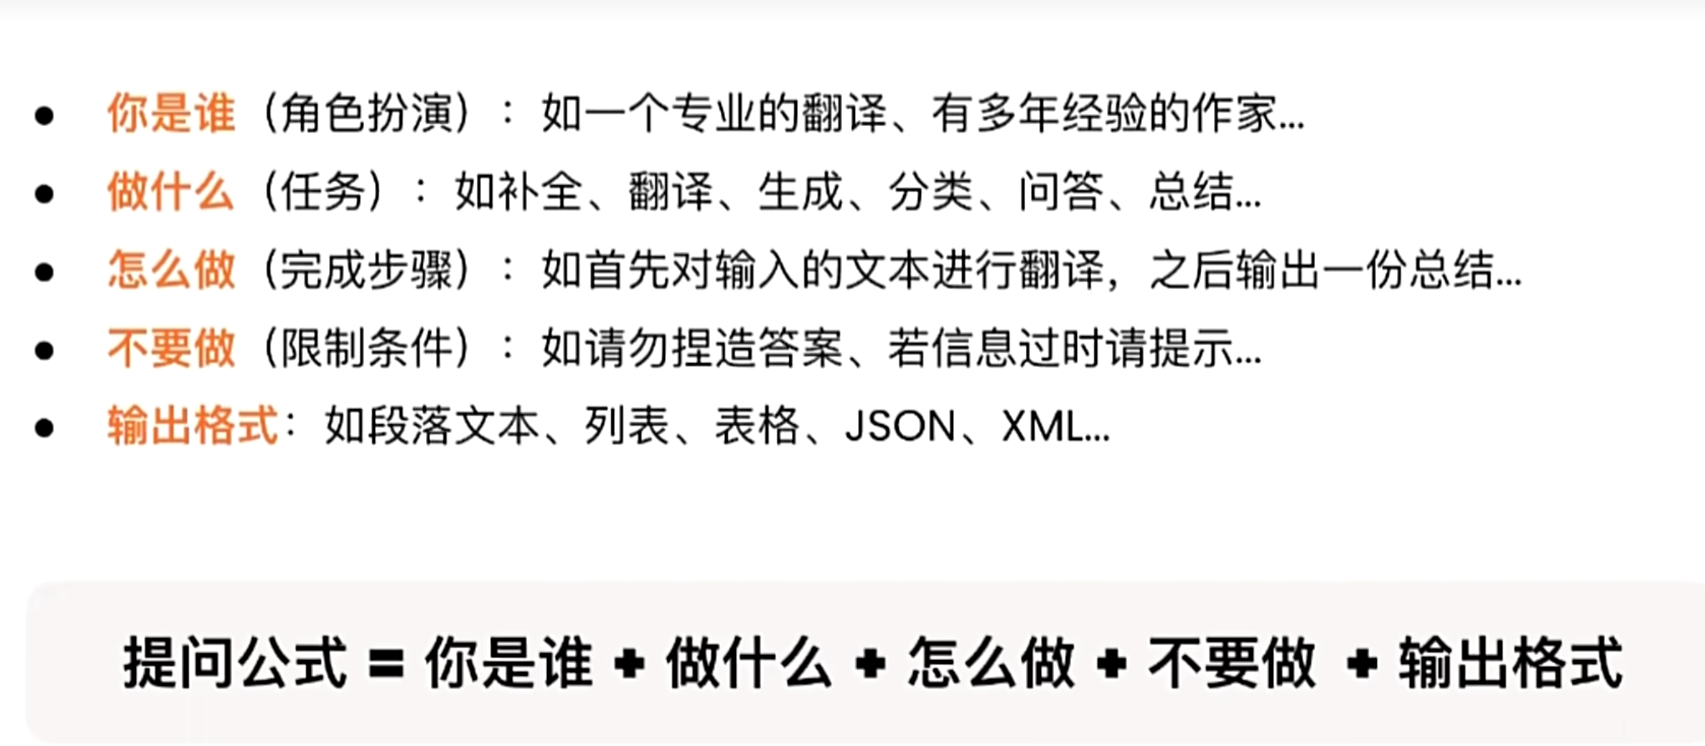 • 你是谁（角色扮演）：如一个专业的翻译、有多年经验的作家...
• 做什么（任务）：如补全、翻译、生成、分类、问答、总结...
• 怎么做（完成步骤）：如首先对输入的文本进行翻译，之后输出一份总结...
• 不要做（限制条件）：如请勿捏造答案、若信息过时请提示...
• 输出格式：如段落文本、列表、表格、JSON、XML...
提问公式 = 你是谁 + 做什么 + 怎么做 + 不要做 + 输出格式